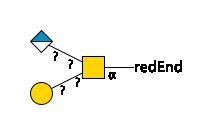 ? ?
redEnd
α
? ?